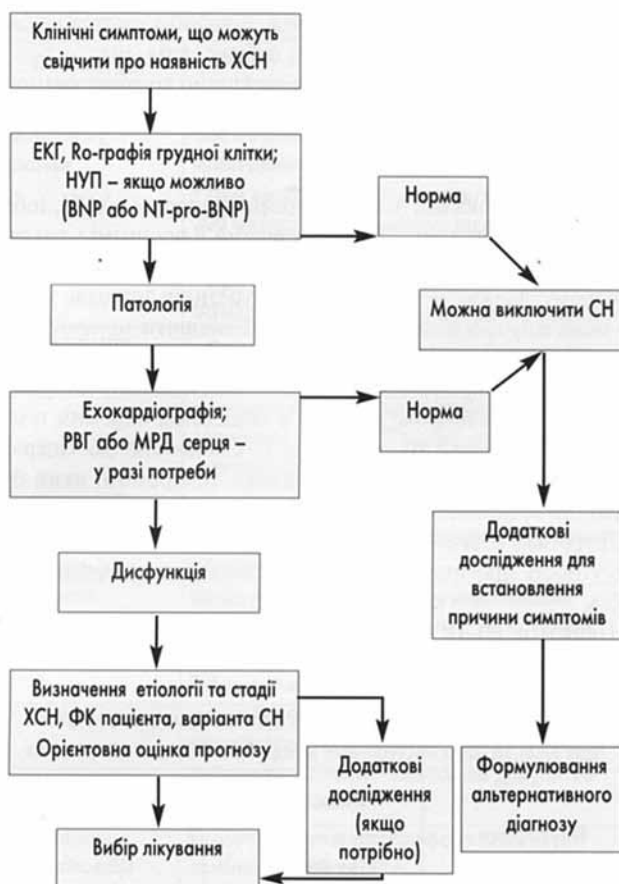 Клінічні симптоми, що можуть
свідчити про наявність ХСН
ЕКГ, Ro-графія грудної клітки;
НУП – якщо можливо
(BNP або NT-pro-BNP)
Норма
Патологія
Можна виключити СН
Ехокардіографія;
РВГ або МРД серця –
у разі потреби
Норма
Дисфункція
Додаткові
дослідження для
встановлення
причини симптомів
Визначення етіології та стадії
ХСН, ФК пацієнта, варіанта СН
Орієнтовна оцінка прогнозу
Додаткові
дослідження
(якщо
потрібно)
Формулювання
альтернативного
діагнозу
Вибір лікування